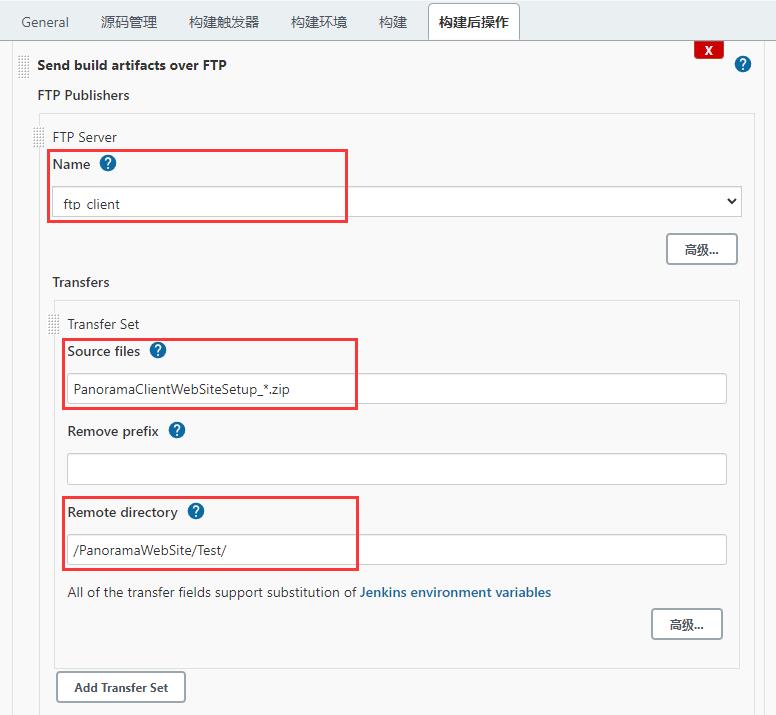 General 源码管理 构建触发器 构建环境 构建 构建后操作
X
Send build artifacts over FTP ?
FTP Publishers
FTP Server
Name ?
ftp_client
高级...
Transfers
Transfer Set
Source files ?
PanoramaClientWebSiteSetup_*.zip
Remove prefix ?
Remote directory ?
/PanoramaWebSite/Test/
All of the transfer fields support substitution of Jenkins environment variables
高级...
Add Transfer Set